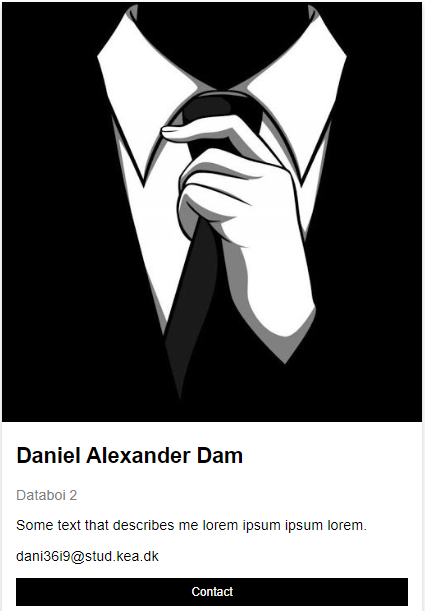 Daniel Alexander Dam
Databoi 2
Some text that describes me lorem ipsum ipsum lorem.
dani36i9@stud.kea.dk
Contact